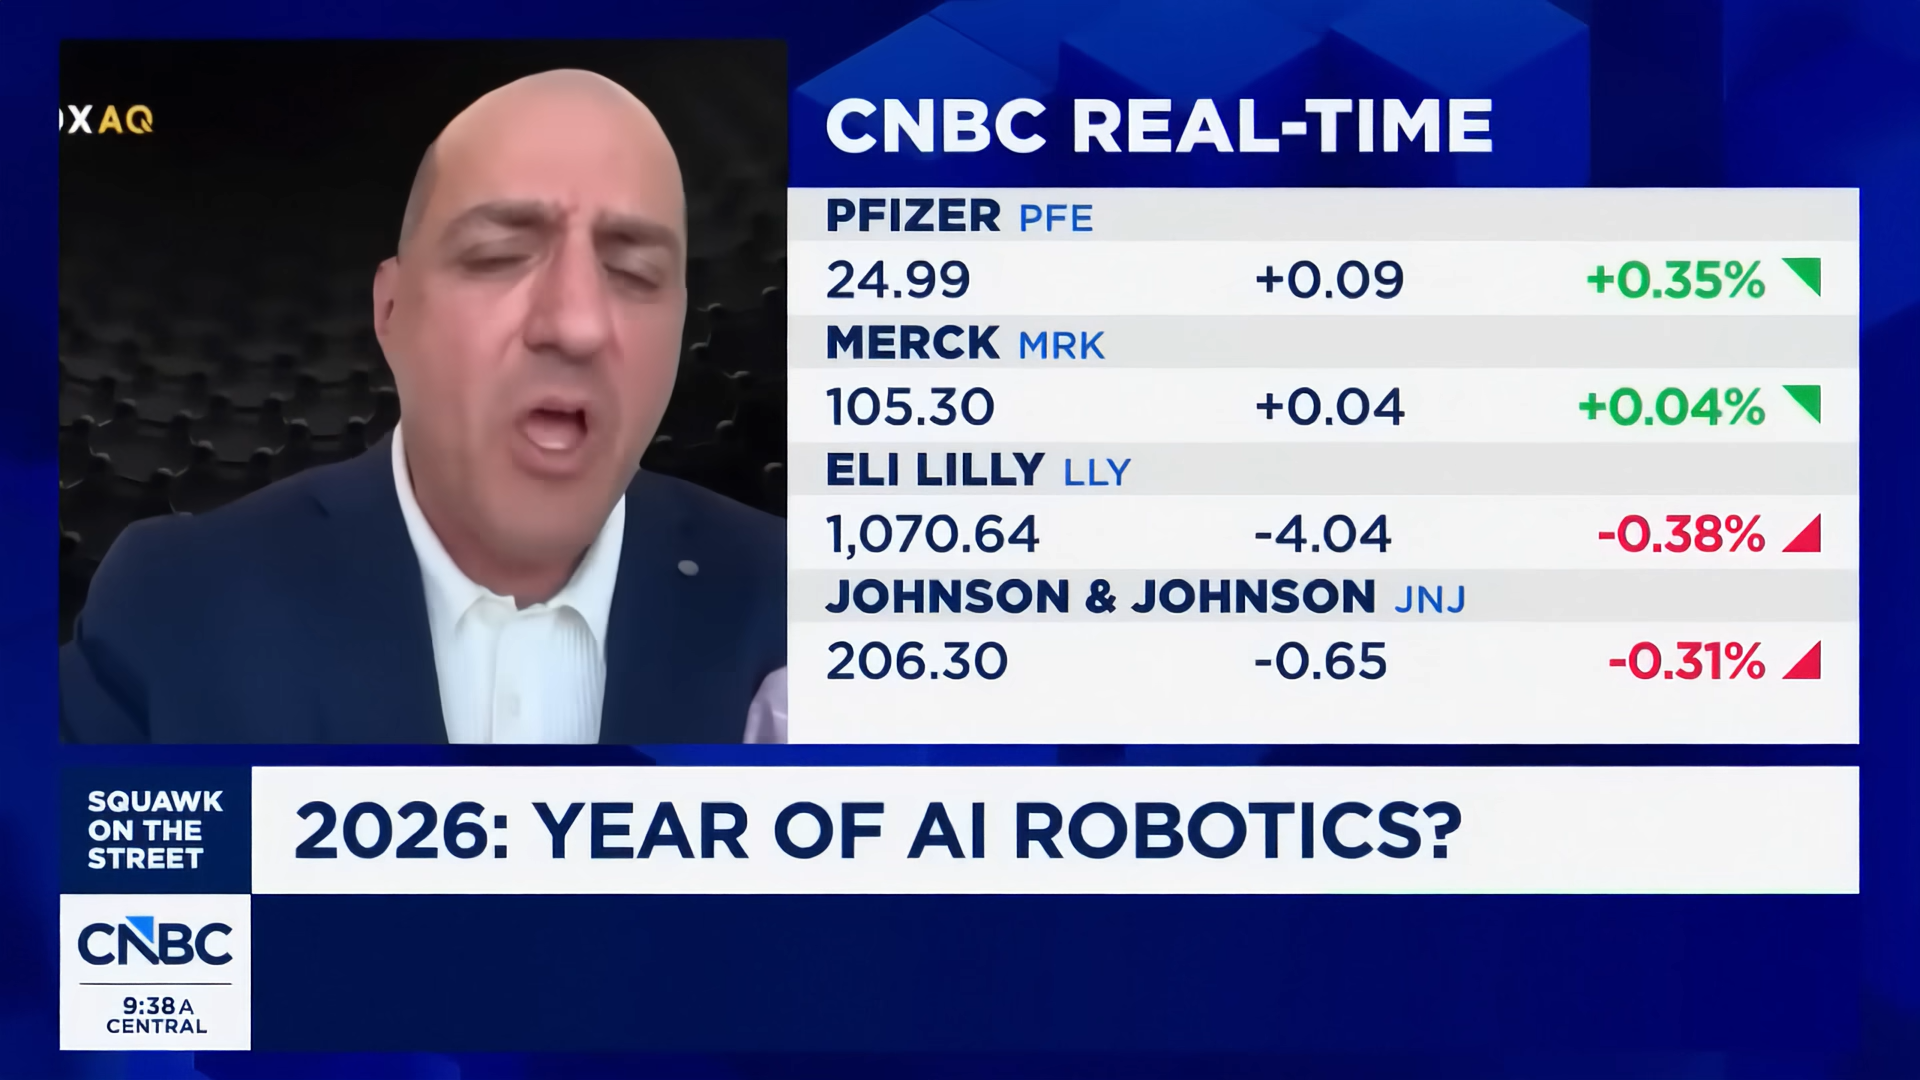 XAQ
CNBC REAL-TIME
PFIZER PFE
24.99 +0.09 +0.35%
MERCK MRK
105.30 +0.04 +0.04%
ELI LILLY LLY
1,070.64 -4.04 -0.38%
JOHNSON & JOHNSON JNJ
206.30 -0.65 -0.31%
SQUAWK
ON THE
STREET
2026: YEAR OF AI ROBOTICS?
CNBC
9:38A
CENTRAL